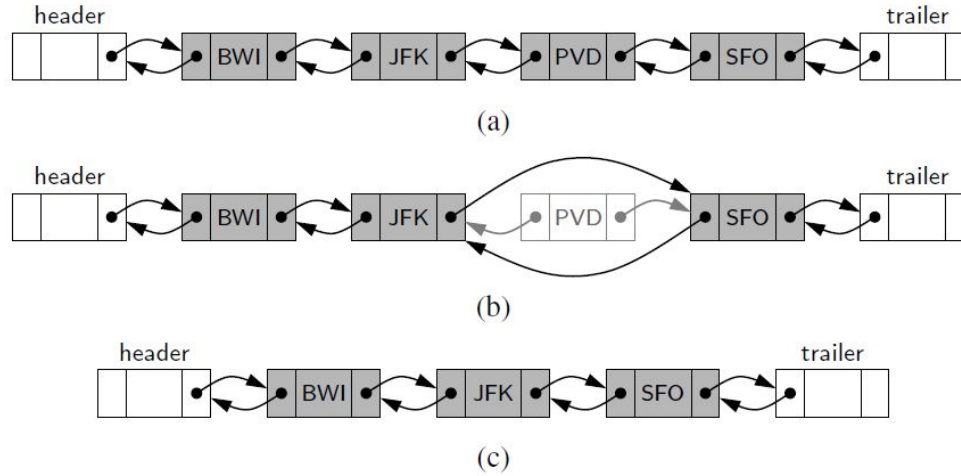 header trailer
BWI JFK PVD SFO
(a)
header trailer
BWI JFK PVD SFO
(b)
header trailer
BWI JFK SFO
(c)